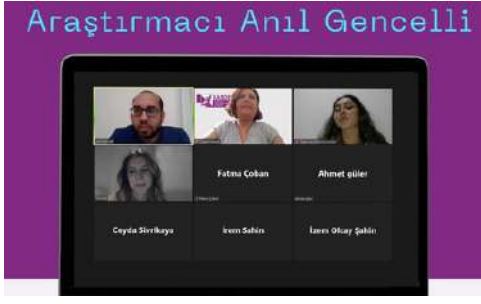 Araştırmacı Anıl Gencelli
Fatma Çoban
Ahmet güler
Ceyda Sirrikaya
İrem Sahin
İzem Olcay Şahin